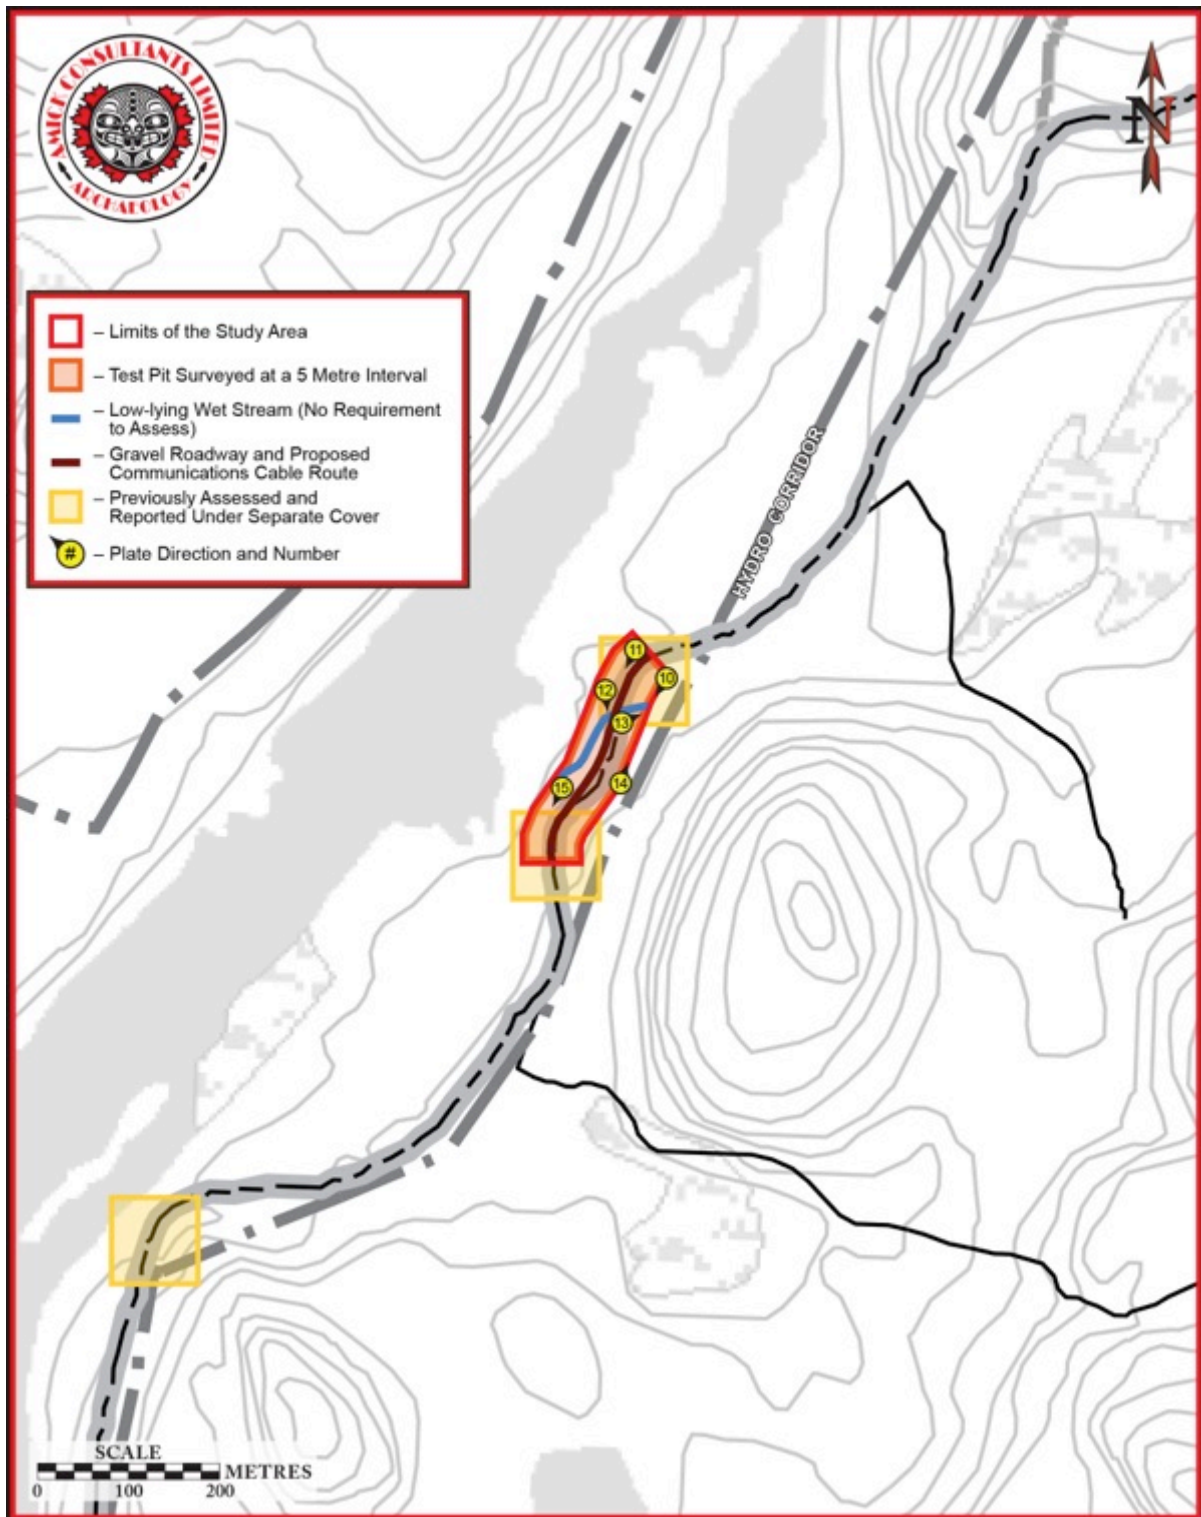 AMICK CONSULTANTS LIMITED
ARCHAEOLOGY
N
– Limits of the Study Area
– Test Pit Surveyed at a 5 Metre Interval
– Low-lying Wet Stream (No Requirement
to Assess)
– Gravel Roadway and Proposed
Communications Cable Route
– Previously Assessed and
Reported Under Separate Cover
# – Plate Direction and Number
HYDRO CORRIDOR
11
10
12
13
14
15
SCALE
METRES
0 100 200